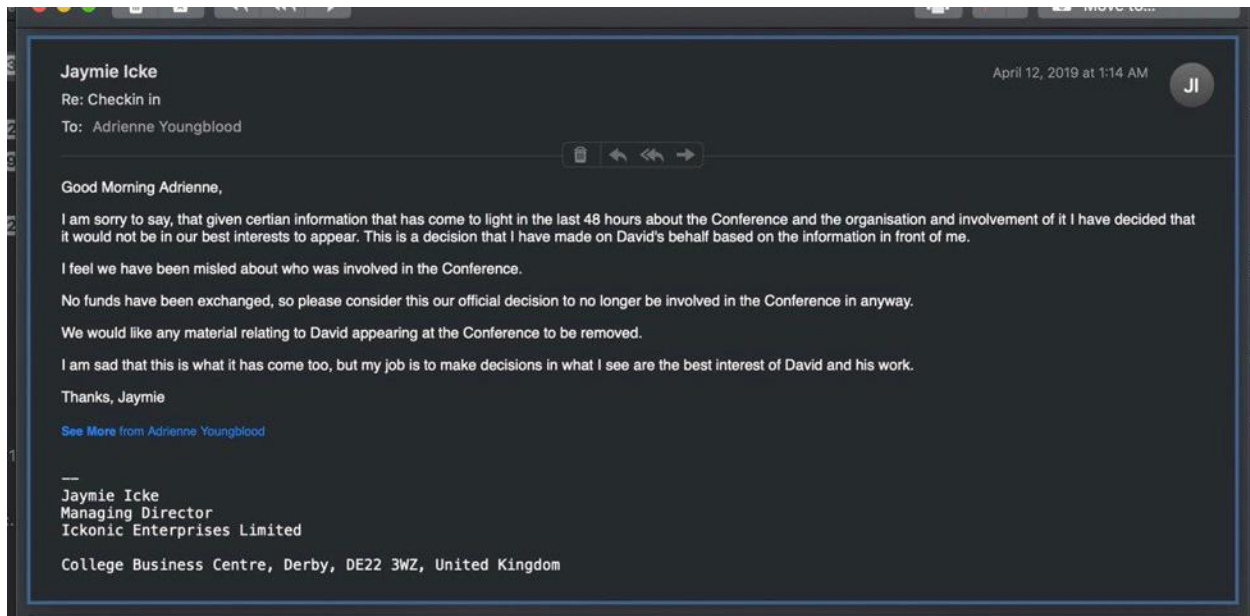 Move to...
Jaymie Icke
April 12, 2019 at 1:14 AM
JI
Re: Checkin in
To: Adrienne Youngblood
Good Morning Adrienne,
I am sorry to say, that given certian information that has come to light in the last 48 hours about the Conference and the organisation and involvement of it I have decided that
it would not be in our best interests to appear. This is a decision that I have made on David's behalf based on the information in front of me.
I feel we have been misled about who was involved in the Conference.
No funds have been exchanged, so please consider this our official decision to no longer be involved in the Conference in anyway.
We would like any material relating to David appearing at the Conference to be removed.
I am sad that this is what it has come too, but my job is to make decisions in what I see are the best interest of David and his work.
Thanks, Jaymie
See More from Adrienne Youngblood
__
Jaymie Icke
Managing Director
Ickonic Enterprises Limited
College Business Centre, Derby, DE22 3WZ, United Kingdom